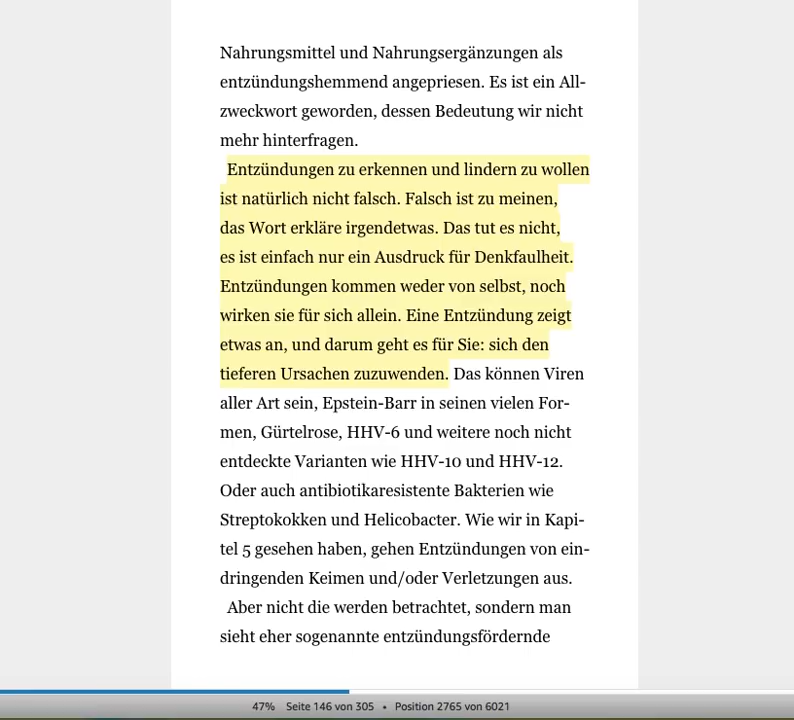 Nahrungsmittel und Nahrungsergänzungen als
entzündungshemmend angepriesen. Es ist ein All-
zweckwort geworden, dessen Bedeutung wir nicht
mehr hinterfragen.
Entzündungen zu erkennen und lindern zu wollen
ist natürlich nicht falsch. Falsch ist zu meinen,
das Wort erkläre irgendetwas. Das tut es nicht,
es ist einfach nur ein Ausdruck für Denkfaulheit.
Entzündungen kommen weder von selbst, noch
wirken sie für sich allein. Eine Entzündung zeigt
etwas an, und darum geht es für Sie: sich den
tieferen Ursachen zuzuwenden. Das können Viren
aller Art sein, Epstein-Barr in seinen vielen For-
men, Gürtelrose, HHV-6 und weitere noch nicht
entdeckte Varianten wie HHV-10 und HHV-12.
Oder auch antibiotikaresistente Bakterien wie
Streptokokken und Helicobacter. Wie wir in Kapi-
tel 5 gesehen haben, gehen Entzündungen von ein-
dringenden Keimen und/oder Verletzungen aus.
Aber nicht die werden betrachtet, sondern man
sieht eher sogenannte entzündungsfördernde
47% Seite 146 von 305 • Position 2765 von 6021